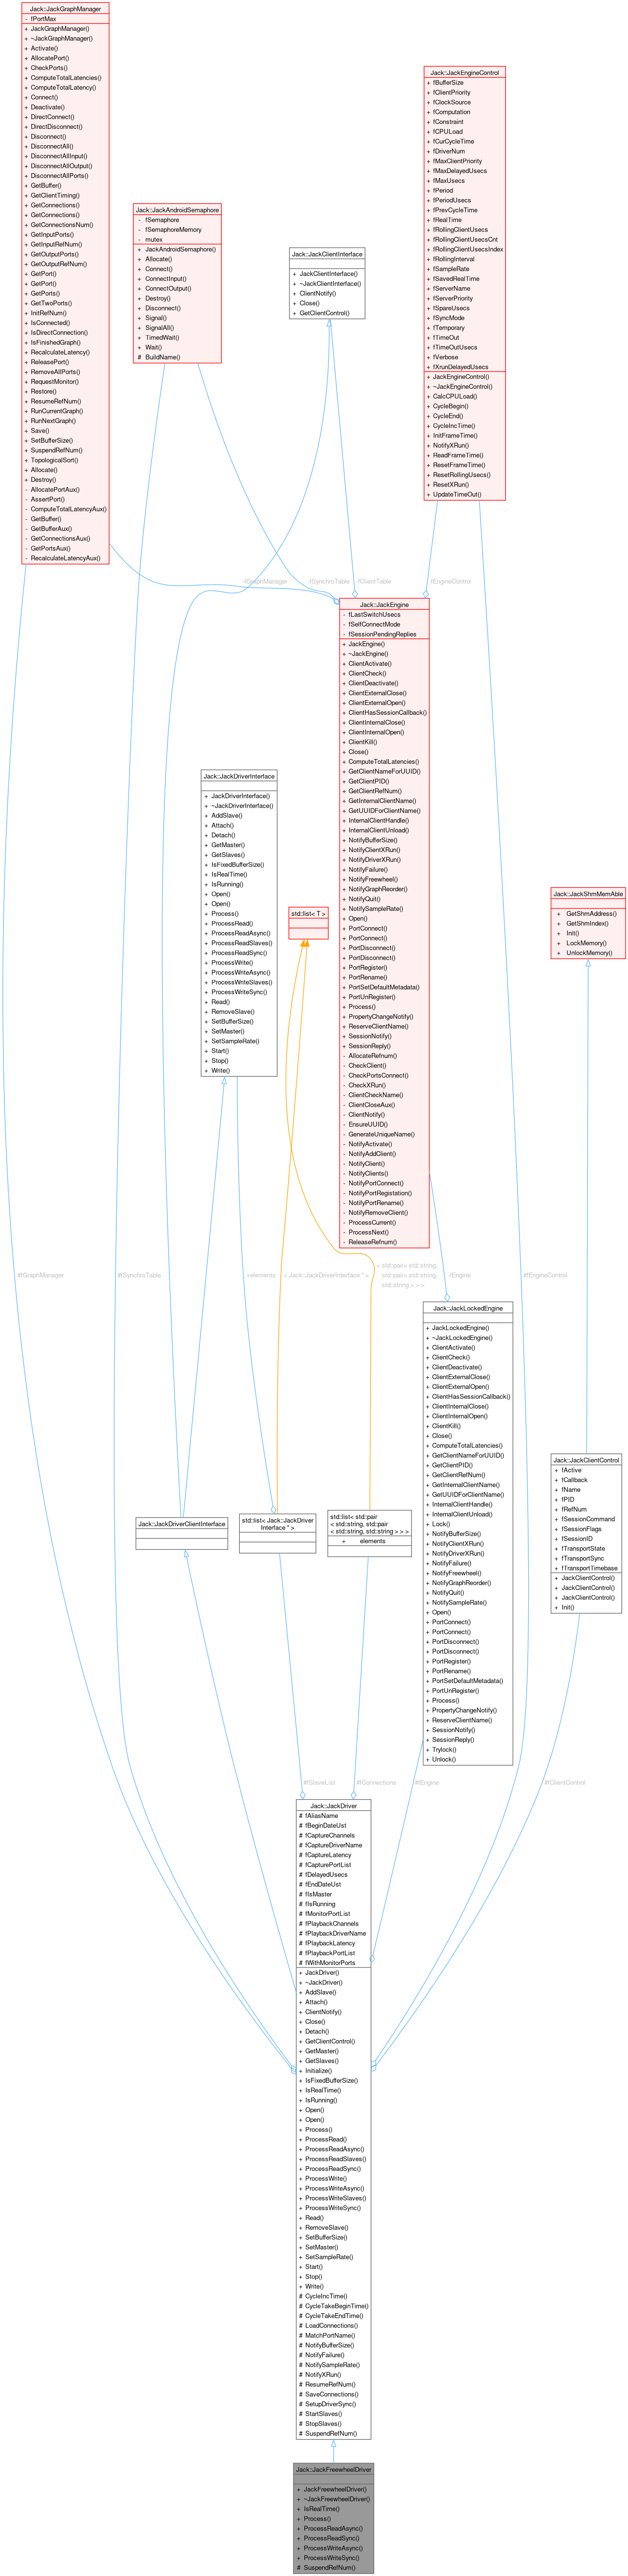 Jack::JackGraphManager
- fPortMax
+ JackGraphManager()
+ ~JackGraphManager()
+ Activate()
+ AllocatePort()
+ CheckPorts()
+ ComputeTotalLatencies()
+ ComputeTotalLatency()
+ Connect()
+ Deactivate()
+ DirectConnect()
+ DirectDisconnect()
+ Disconnect()
+ DisconnectAll()
+ DisconnectAllInput()
+ DisconnectAllOutput()
+ DisconnectAllPorts()
+ GetBuffer()
+ GetClientTiming()
+ GetConnections()
+ GetConnections()
+ GetConnectionsNum()
+ GetInputPorts()
+ GetInputRefNum()
+ GetOutputPorts()
+ GetOutputRefNum()
+ GetPort()
+ GetPort()
+ GetPorts()
+ GetTwoPorts()
+ InitRefNum()
+ IsConnected()
+ IsDirectConnection()
+ IsFinishedGraph()
+ RecalculateLatency()
+ ReleasePort()
+ RemoveAllPorts()
+ RequestMonitor()
+ Restore()
+ ResumeRefNum()
+ RunCurrentGraph()
+ RunNextGraph()
+ Save()
+ SetBufferSize()
+ SuspendRefNum()
+ TopologicalSort()
+ Allocate()
+ Destroy()
- AllocatePortAux()
- AssertPort()
- ComputeTotalLatencyAux()
- GetBuffer()
- GetBufferAux()
- GetConnectionsAux()
- GetPortsAux()
- RecalculateLatencyAux()
Jack::JackEngineControl
+ fBufferSize
+ fClientPriority
+ fClockSource
+ fComputation
+ fConstraint
+ fCPULoad
+ fCurCycleTime
+ fDriverNum
+ fMaxClientPriority
+ fMaxDelayedUsecs
+ fMaxUsecs
+ fPeriod
+ fPeriodUsecs
+ fPrevCycleTime
+ fRealTime
+ fRollingClientUsecs
+ fRollingClientUsecsCnt
+ fRollingClientUsecsIndex
+ fRollingInterval
+ fSampleRate
+ fSavedRealTime
+ fServerName
+ fServerPriority
+ fSpareUsecs
+ fSyncMode
+ fTemporary
+ fTimeOut
+ fTimeOutUsecs
+ fVerbose
+ fXrunDelayedUsecs
+ JackEngineControl()
+ ~JackEngineControl()
+ CalcCPULoad()
+ CycleBegin()
+ CycleEnd()
+ CycleIncTime()
+ InitFrameTime()
+ NotifyXRun()
+ ReadFrameTime()
+ ResetFrameTime()
+ ResetRollingUsecs()
+ ResetXRun()
+ UpdateTimeOut()
Jack::JackAndroidSemaphore
- fSemaphore
- fSemaphoreMemory
- mutex
+ JackAndroidSemaphore()
+ Allocate()
+ Connect()
+ ConnectInput()
+ ConnectOutput()
+ Destroy()
+ Disconnect()
+ Signal()
+ SignalAll()
+ TimedWait()
+ Wait()
# BuildName()
Jack::JackClientInterface
+ JackClientInterface()
+ ~JackClientInterface()
+ ClientNotify()
+ Close()
+ GetClientControl()
-fGraphManager
-fSynchroTable
-fClientTable
-fEngineControl
Jack::JackEngine
- fLastSwitchUsecs
- fSelfConnectMode
- fSessionPendingReplies
+ JackEngine()
+ ~JackEngine()
+ ClientActivate()
+ ClientCheck()
+ ClientDeactivate()
+ ClientExternalClose()
+ ClientExternalOpen()
+ ClientHasSessionCallback()
+ ClientInternalClose()
+ ClientInternalOpen()
+ ClientKill()
+ Close()
+ ComputeTotalLatencies()
+ GetClientNameForUUID()
+ GetClientPID()
+ GetClientRefNum()
+ GetInternalClientName()
+ GetUUIDForClientName()
+ InternalClientHandle()
+ InternalClientUnload()
+ NotifyBufferSize()
+ NotifyClientXRun()
+ NotifyDriverXRun()
+ NotifyFailure()
+ NotifyFreewheel()
+ NotifyGraphReorder()
+ NotifyQuit()
+ NotifySampleRate()
+ Open()
+ PortConnect()
+ PortConnect()
+ PortDisconnect()
+ PortDisconnect()
+ PortRegister()
+ PortRename()
+ PortSetDefaultMetadata()
+ PortUnRegister()
+ Process()
+ PropertyChangeNotify()
+ ReserveClientName()
+ SessionNotify()
+ SessionReply()
- AllocateRefnum()
- CheckClient()
- CheckPortsConnect()
- CheckXRun()
- ClientCheckName()
- ClientCloseAux()
- ClientNotify()
- EnsureUUID()
- GenerateUniqueName()
- NotifyActivate()
- NotifyAddClient()
- NotifyClient()
- NotifyClients()
- NotifyPortConnect()
- NotifyPortRegistation()
- NotifyPortRename()
- NotifyRemoveClient()
- ProcessCurrent()
- ProcessNext()
- ReleaseRefnum()
Jack::JackDriverInterface
+ JackDriverInterface()
+ ~JackDriverInterface()
+ AddSlave()
+ Attach()
+ Detach()
+ GetMaster()
+ GetSlaves()
+ IsFixedBufferSize()
+ IsRealTime()
+ IsRunning()
+ Open()
+ Open()
+ Process()
+ ProcessRead()
+ ProcessReadAsync()
+ ProcessReadSlaves()
+ ProcessReadSync()
+ ProcessWrite()
+ ProcessWriteAsync()
+ ProcessWriteSlaves()
+ ProcessWriteSync()
+ Read()
+ RemoveSlave()
+ SetBufferSize()
+ SetMaster()
+ SetSampleRate()
+ Start()
+ Stop()
+ Write()
std::list< T >
Jack::JackShmMemAble
+ GetShmAddress()
+ GetShmIndex()
+ Init()
+ LockMemory()
+ UnlockMemory()
#fGraphManager
#fSynchroTable
+elements
< Jack::JackDriverInterface * >
< std::pair< std::string,
std::pair< std::string,
std::string > > >
-fEngine
#fEngineControl
Jack::JackLockedEngine
+ JackLockedEngine()
+ ~JackLockedEngine()
+ ClientActivate()
+ ClientCheck()
+ ClientDeactivate()
+ ClientExternalClose()
+ ClientExternalOpen()
+ ClientHasSessionCallback()
+ ClientInternalClose()
+ ClientInternalOpen()
+ ClientKill()
+ Close()
+ ComputeTotalLatencies()
+ GetClientNameForUUID()
+ GetClientPID()
+ GetClientRefNum()
+ GetInternalClientName()
+ GetUUIDForClientName()
+ InternalClientHandle()
+ InternalClientUnload()
+ Lock()
+ NotifyBufferSize()
+ NotifyClientXRun()
+ NotifyDriverXRun()
+ NotifyFailure()
+ NotifyFreewheel()
+ NotifyGraphReorder()
+ NotifyQuit()
+ NotifySampleRate()
+ Open()
+ PortConnect()
+ PortConnect()
+ PortDisconnect()
+ PortDisconnect()
+ PortRegister()
+ PortRename()
+ PortSetDefaultMetadata()
+ PortUnRegister()
+ Process()
+ PropertyChangeNotify()
+ ReserveClientName()
+ SessionNotify()
+ SessionReply()
+ Trylock()
+ Unlock()
Jack::JackClientControl
+ fActive
+ fCallback
+ fName
+ fPID
+ fRefNum
+ fSessionCommand
+ fSessionFlags
+ fSessionID
+ fTransportState
+ fTransportSync
+ fTransportTimebase
+ JackClientControl()
+ JackClientControl()
+ JackClientControl()
+ Init()
Jack::JackDriverClientInterface
std::list< Jack::JackDriver
Interface * >
std::list< std::pair
< std::string, std::pair
< std::string, std::string > > >
+ elements
#fSlaveList
#fConnections
#fEngine
#fClientControl
Jack::JackDriver
# fAliasName
# fBeginDateUst
# fCaptureChannels
# fCaptureDriverName
# fCaptureLatency
# fCapturePortList
# fDelayedUsecs
# fEndDateUst
# fIsMaster
# fIsRunning
# fMonitorPortList
# fPlaybackChannels
# fPlaybackDriverName
# fPlaybackLatency
# fPlaybackPortList
# fWithMonitorPorts
+ JackDriver()
+ ~JackDriver()
+ AddSlave()
+ Attach()
+ ClientNotify()
+ Close()
+ Detach()
+ GetClientControl()
+ GetMaster()
+ GetSlaves()
+ Initialize()
+ IsFixedBufferSize()
+ IsRealTime()
+ IsRunning()
+ Open()
+ Open()
+ Process()
+ ProcessRead()
+ ProcessReadAsync()
+ ProcessReadSlaves()
+ ProcessReadSync()
+ ProcessWrite()
+ ProcessWriteAsync()
+ ProcessWriteSlaves()
+ ProcessWriteSync()
+ Read()
+ RemoveSlave()
+ SetBufferSize()
+ SetMaster()
+ SetSampleRate()
+ Start()
+ Stop()
+ Write()
# CycleIncTime()
# CycleTakeBeginTime()
# CycleTakeEndTime()
# LoadConnections()
# MatchPortName()
# NotifyBufferSize()
# NotifyFailure()
# NotifySampleRate()
# NotifyXRun()
# ResumeRefNum()
# SaveConnections()
# SetupDriverSync()
# StartSlaves()
# StopSlaves()
# SuspendRefNum()
Jack::JackFreewheelDriver
+ JackFreewheelDriver()
+ ~JackFreewheelDriver()
+ IsRealTime()
+ Process()
+ ProcessReadAsync()
+ ProcessReadSync()
+ ProcessWriteAsync()
+ ProcessWriteSync()
# SuspendRefNum()